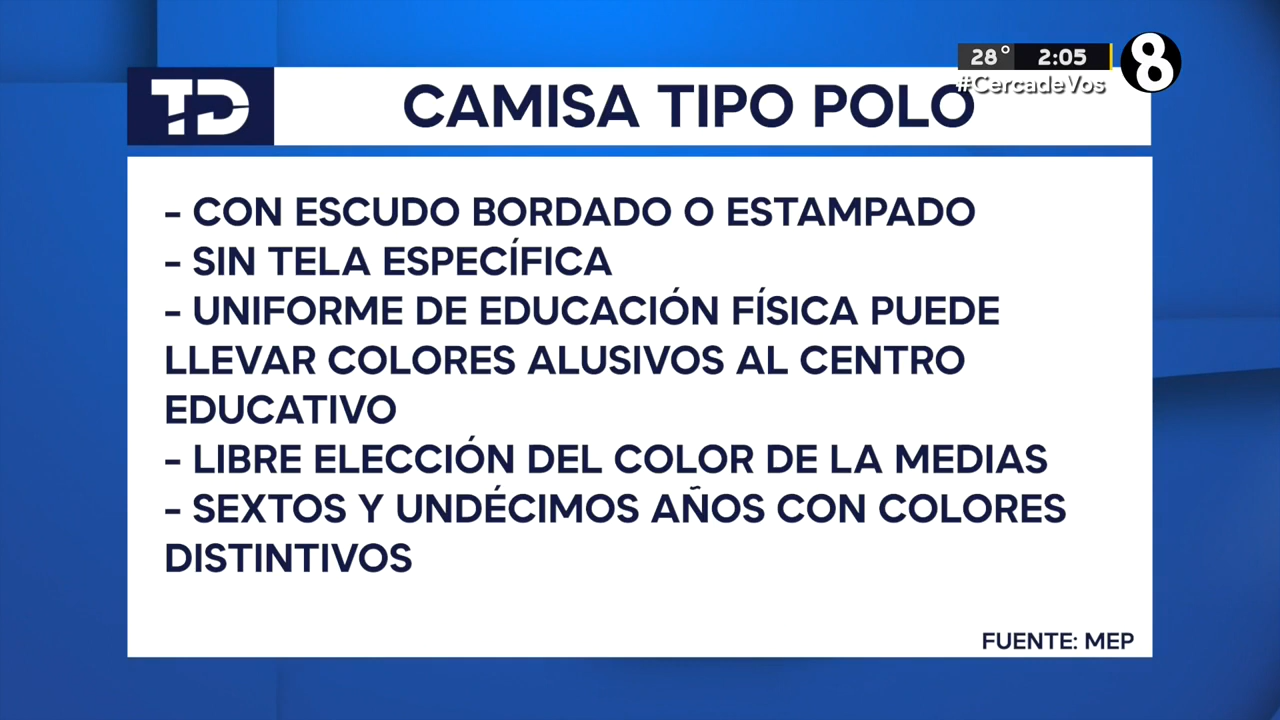 28° 2:05 8
#CercadeVos
TD CAMISA TIPO POLO
- CON ESCUDO BORDADO O ESTAMPADO
- SIN TELA ESPECÍFICA
- UNIFORME DE EDUCACIÓN FÍSICA PUEDE
LLEVAR COLORES ALUSIVOS AL CENTRO
EDUCATIVO
- LIBRE ELECCIÓN DEL COLOR DE LA MEDIAS
- SEXTOS Y UNDÉCIMOS AÑOS CON COLORES
DISTINTIVOS
FUENTE: MEP